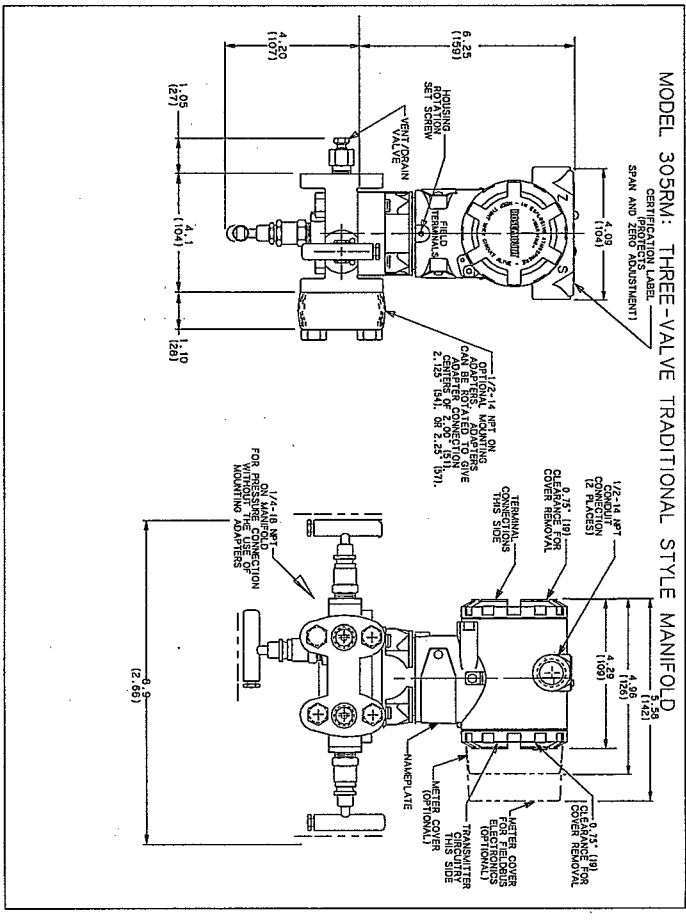 MODEL 305RM: THREE-VALVE TRADITIONAL STYLE MANIFOLD
CERTIFICATION LABEL
(PROTECTS
SPAN AND ZERO ADJUSTMENT)
4.09
(104)
Z
S
ROSEMOUNT
FIELD
TERMINALS
HOUSING
ROTATION
SET SCREW
VENT/DRAIN
VALVE
6.25
(159)
4.20
(107)
1.05
(27)
4.1
(104)
1.10
(28)
1/2-14 NPT ON
OPTIONAL MOUNTING
ADAPTERS. ADAPTERS
CAN BE ROTATED TO GIVE
ADAPTER CONNECTION
CENTERS OF 2.00" (51),
2.125" (54), OR 2.25" (57).
1/2-14 NPT
CONDUIT
CONNECTION
(2 PLACES)
0.75" (19)
CLEARANCE FOR
COVER REMOVAL
TERMINAL
CONNECTIONS
THIS SIDE
5.58
(142)
4.96
(126)
4.29
(109)
0.75" (19)
CLEARANCE FOR
COVER REMOVAL
METER COVER
FOR FIELDBUS
ELECTRONICS
(OPTIONAL)
TRANSMITTER
CIRCUITRY
THIS SIDE
METER COVER
(OPTIONAL)
NAMEPLATE
1/4-18 NPT
ON MANIFOLD
FOR PRESSURE CONNECTION
WITHOUT THE USE OF
MOUNTING ADAPTERS
(2.66)